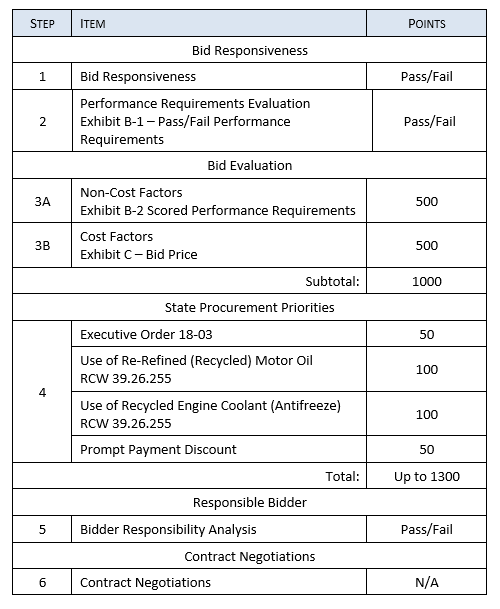 STEP ITEM POINTS
Bid Responsiveness
1 Bid Responsiveness Pass/Fail
2 Performance Requirements Evaluation
Exhibit B-1 – Pass/Fail Performance
Requirements Pass/Fail
Bid Evaluation
3A Non-Cost Factors
Exhibit B-2 Scored Performance Requirements 500
3B Cost Factors
Exhibit C – Bid Price 500
Subtotal: 1000
State Procurement Priorities
4 Executive Order 18-03 50
Use of Re-Refined (Recycled) Motor Oil
RCW 39.26.255 100
Use of Recycled Engine Coolant (Antifreeze)
RCW 39.26.255 100
Prompt Payment Discount 50
Total: Up to 1300
Responsible Bidder
5 Bidder Responsibility Analysis Pass/Fail
Contract Negotiations
6 Contract Negotiations N/A